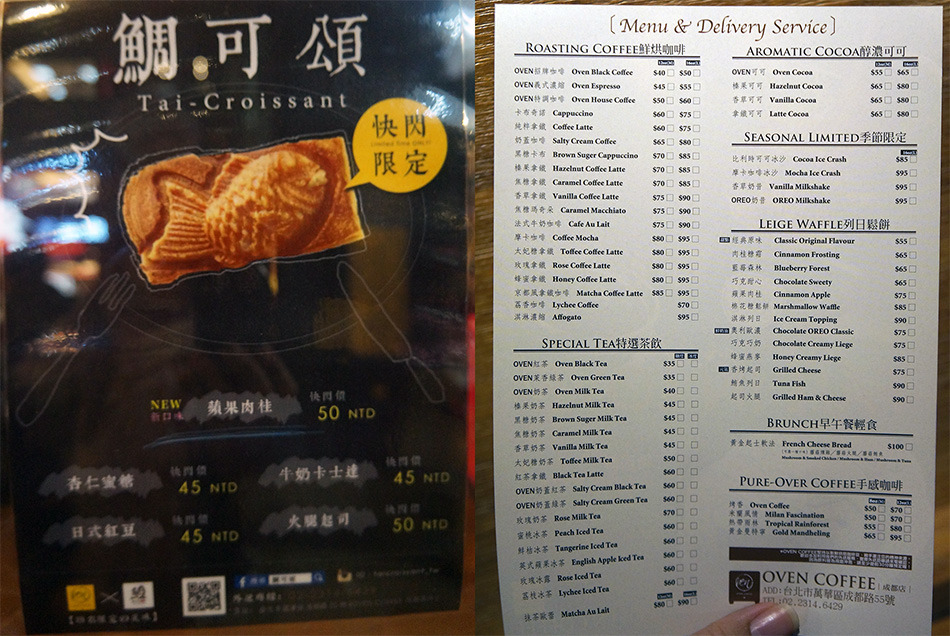 鯛可頌
Tai-Croissant
快閃
LIMITED TIME ONLY!
限定
NEW
新口味
蘋果肉桂
快閃價
50 NTD
杏仁蜜糖
快閃價
45 NTD
牛奶卡士達
快閃價
45 NTD
日式紅豆
快閃價
45 NTD
火腿起司
快閃價
50 NTD
〔Menu & Delivery Service〕
ROASTING COFFEE鮮烘咖啡
OVEN招牌咖啡 Oven Black Coffee $40 $50
OVEN義式濃縮 Oven Espresso $45 $55
OVEN特調咖啡 Oven House Coffee $50 $60
卡布奇諾 Cappuccino $60 $75
純粹拿鐵 Coffee Latte $60 $75
奶蓋咖啡 Salty Cream Coffee $65 $80
黑糖卡布 Brown Suger Cappuccino $70 $85
榛果拿鐵 Hazelnut Coffee Latte $70 $85
焦糖拿鐵 Caramel Coffee Latte $70 $85
香草拿鐵 Vanilla Coffee Latte $75 $90
焦糖瑪奇朵 Caramel Macchiato $75 $90
法式牛奶咖啡 Cafe Au Lait $75 $90
摩卡咖啡 Coffee Mocha $80 $95
太妃糖拿鐵 Toffee Coffee Latte $80 $95
玫瑰拿鐵 Rose Coffee Latte $80 $95
蜂蜜拿鐵 Honey Coffee Latte $80 $95
京都風拿鐵咖啡 Matcha Coffee Latte $85 $95
荔香咖啡 Lychee Coffee $70
淇淋濃縮 Affogato $95
SPECIAL TEA特選茶飲
OVEN紅茶 Oven Black Tea $35
OVEN茉香綠茶 Oven Green Tea $35
OVEN奶茶 Oven Milk Tea $40
榛果奶茶 Hazelnut Milk Tea $45
黑糖奶茶 Brown Suger Milk Tea $45
焦糖奶茶 Caramel Milk Tea $45
香草奶茶 Vanilla Milk Tea $45
太妃糖奶茶 Toffee Milk Tea $50
紅茶拿鐵 Black Tea Latte $60
OVEN奶蓋紅茶 Salty Cream Black Tea $60
OVEN奶蓋綠茶 Salty Cream Green Tea $60
玫瑰奶茶 Rose Milk Tea $70
蜜桃冰茶 Peach Iced Tea $60
鮮桔冰茶 Tangerine Iced Tea $60
英式蘋果冰茶 English Apple Iced Tea $60
玫瑰冰露 Rose Iced Tea $60
荔枝冰茶 Lychee Iced Tea $60
抹茶歐蕾 Matcha Au Lait $80 $90
AROMATIC COCOA醇濃可可
OVEN可可 Oven Cocoa $55 $65
榛果可可 Hazelnut Cocoa $65 $80
香草可可 Vanilla Cocoa $65 $80
拿鐵可可 Latte Cocoa $65 $80
SEASONAL LIMITED季節限定
比利時可可冰沙 Cocoa Ice Crash $85
摩卡咖啡冰沙 Mocha Ice Crash $95
香草奶昔 Vanilla Milkshake $95
OREO奶昔 OREO Milkshake $95
LEIGE WAFFLE列日鬆餅
經典原味 Classic Original Flavour $55
肉桂糖霜 Cinnamon Frosting $65
藍莓森林 Blueberry Forest $65
巧克甜心 Chocolate Sweety $65
蘋果肉桂 Cinnamon Apple $75
棉花糖鬆餅 Marshmallow Waffle $85
淇淋列日 Ice Cream Topping $90
奧利歐濃 Chocolate OREO Classic $75
巧克巧奶 Chocolate Creamy Liege $75
蜂蜜燕麥 Honey Creamy Liege $85
香烤起司 Grilled Cheese $75
鮪魚列日 Tuna Fish $90
起司火腿 Grilled Ham & Cheese $90
BRUNCH早午餐輕食
黃金起士軟法 French Cheese Bread $100
Mushroom & Smoked Chicken / Mushroom & Ham / Mushroom & Tuna
PURE-OVER COFFEE手感咖啡
烤香 Oven Coffee $50 $70
米蘭風情 Milan Fascination $50 $70
熱帶雨林 Tropical Rainforest $55 $80
黃金曼特寧 Gold Mandheling $65 $95
OVEN COFFEE｜成都店｜
ADD:台北市萬華區成都路55號
TEL:02.2314.6429